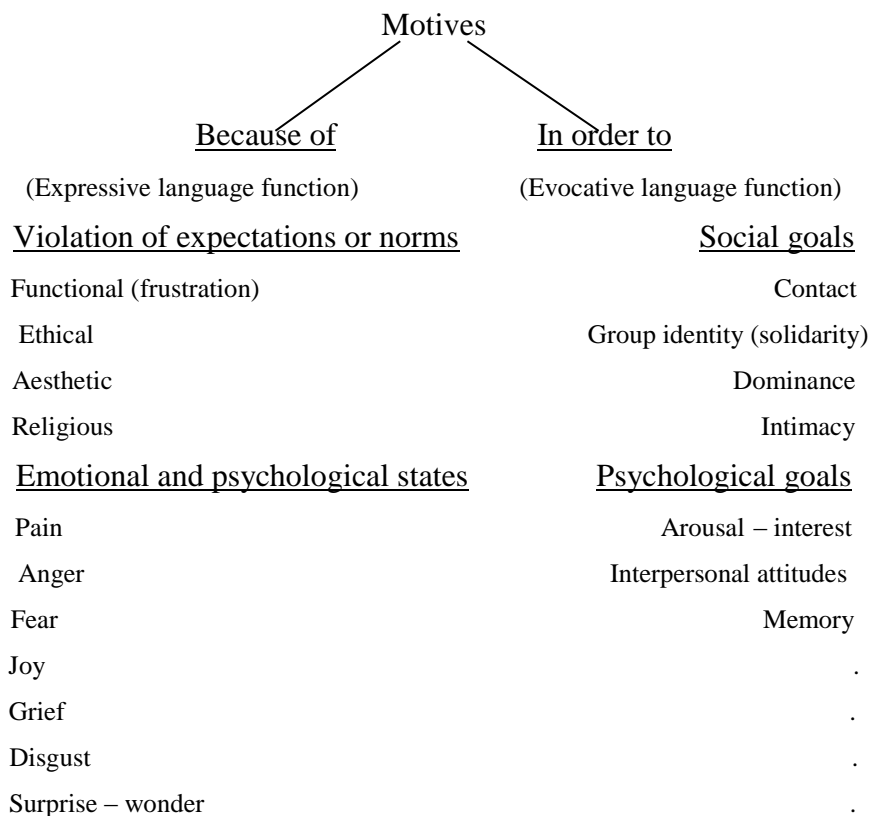 Motives
Because of In order to
(Expressive language function) (Evocative language function)
Violation of expectations or norms Social goals
Functional (frustration) Contact
Ethical Group identity (solidarity)
Aesthetic Dominance
Religious Intimacy
Emotional and psychological states Psychological goals
Pain Arousal – interest
Anger Interpersonal attitudes
Fear Memory
Joy .
Grief .
Disgust .
Surprise – wonder .